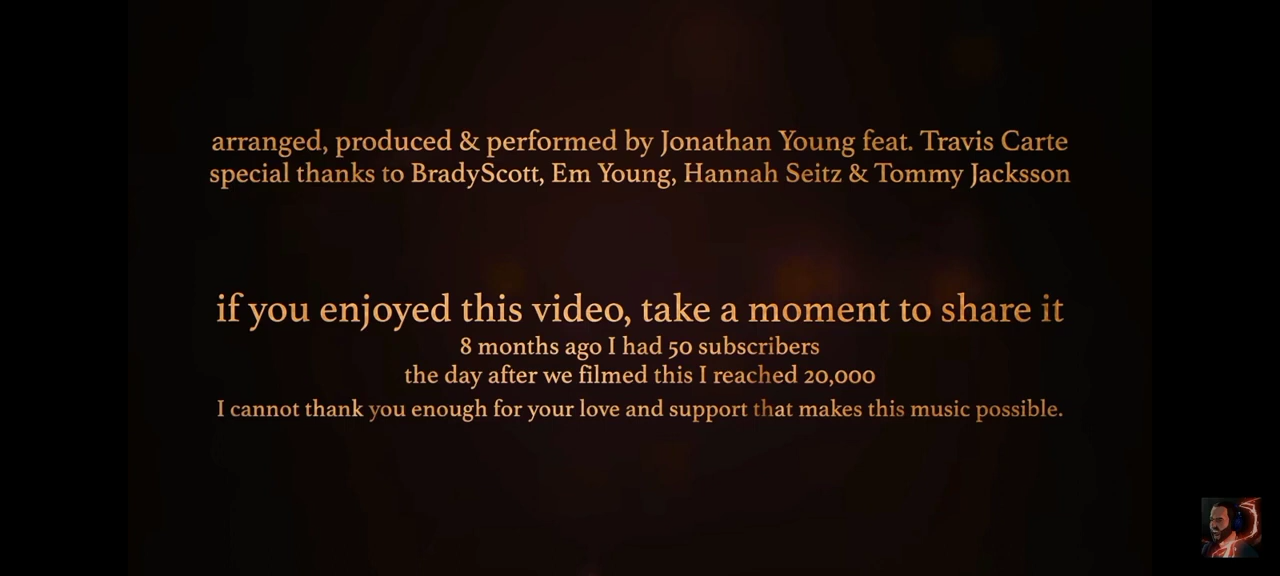 arranged, produced & performed by Jonathan Young feat. Travis Carte
special thanks to BradyScott, Em Young, Hannah Seitz & Tommy Jacksson
if you enjoyed this video, take a moment to share it
8 months ago I had 50 subscribers
the day after we filmed this I reached 20,000
I cannot thank you enough for your love and support that makes this music possible.